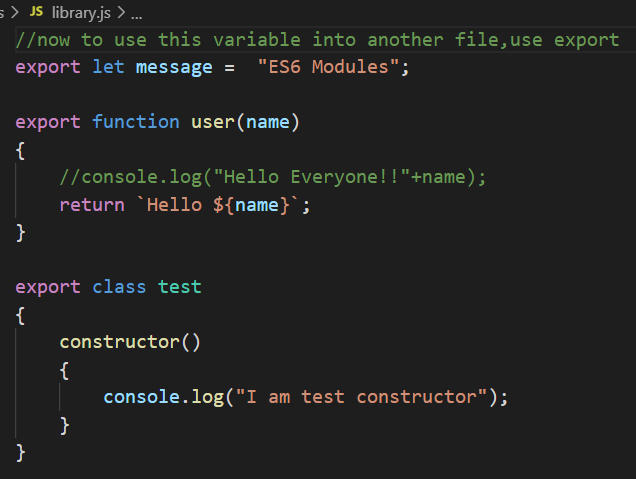 s > JS library.js > ...
//now to use this variable into another file,use export
export let message =  "ES6 Modules";
export function user(name)
{
    //console.log("Hello Everyone!!"+name);
    return `Hello ${name}`;
}
export class test
{
    constructor()
    {
        console.log("I am test constructor");
    }
}